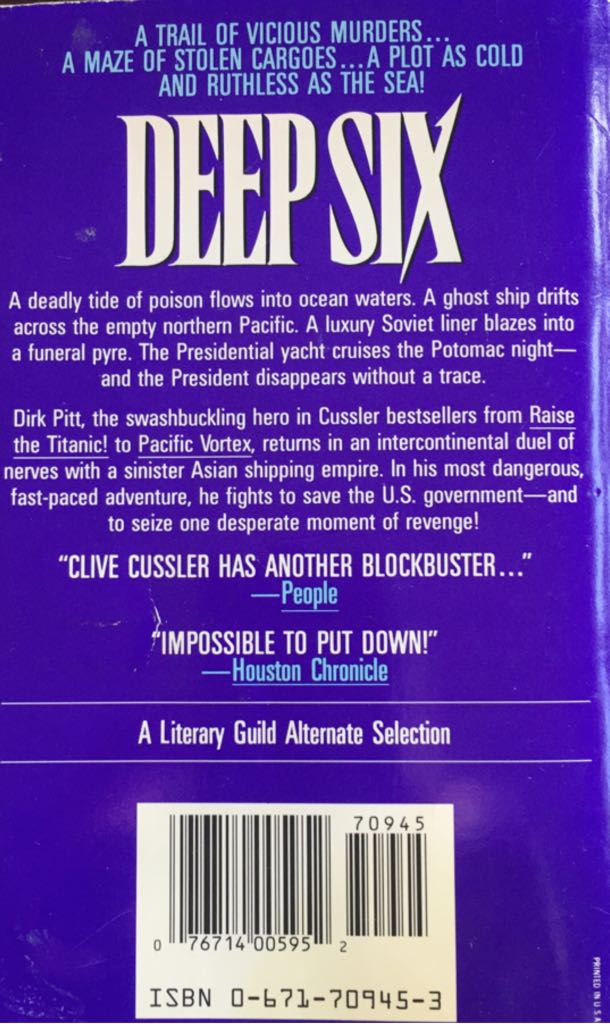 A TRAIL OF VICIOUS MURDERS...
A MAZE OF STOLEN CARGOES...A PLOT AS COLD
AND RUTHLESS AS THE SEA!
DEEP SIX
A deadly tide of poison flows into ocean waters. A ghost ship drifts
across the empty northern Pacific. A luxury Soviet liner blazes into
a funeral pyre. The Presidential yacht cruises the Potomac night—
and the President disappears without a trace.
Dirk Pitt, the swashbuckling hero in Cussler bestsellers from Raise
the Titanic! to Pacific Vortex, returns in an intercontinental duel of
nerves with a sinister Asian shipping empire. In his most dangerous,
fast-paced adventure, he fights to save the U.S. government—and
to seize one desperate moment of revenge!
"CLIVE CUSSLER HAS ANOTHER BLOCKBUSTER..."
—People
"IMPOSSIBLE TO PUT DOWN!"
—Houston Chronicle
A Literary Guild Alternate Selection
70945
0 76714 00595 2
ISBN 0-671-70945-3
PRINTED IN U.S.A